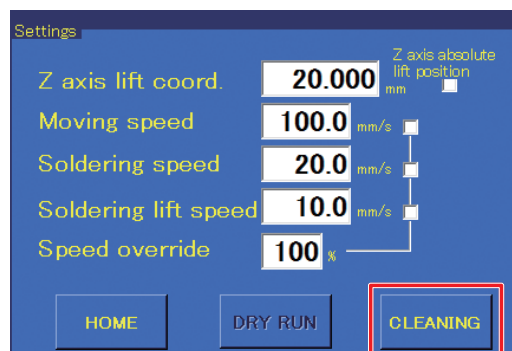 Settings
Z axis absolute
lift position
Z axis lift coord. 20.000 mm
Moving speed 100.0 mm/s
Soldering speed 20.0 mm/s
Soldering lift speed 10.0 mm/s
Speed override 100 %
HOME DRY RUN CLEANING